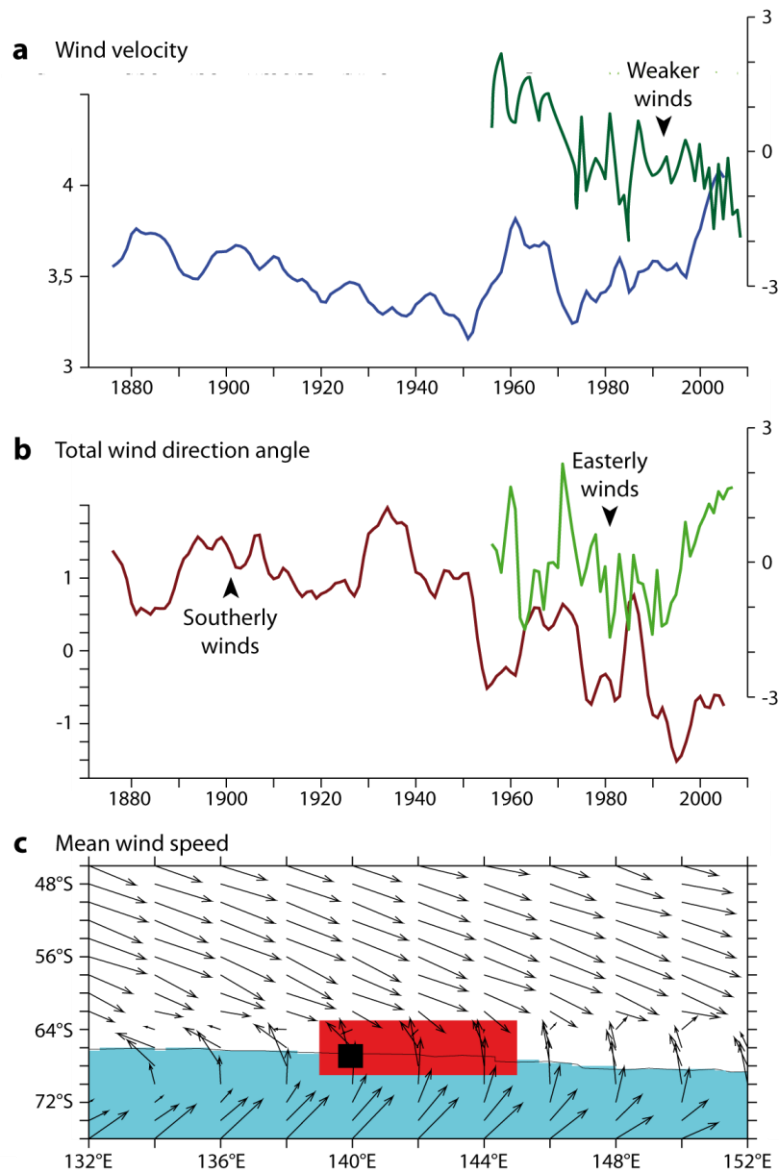 a Wind velocity
3
Weaker
winds
0
4
3,5
-3
3
1880 1900 1920 1940 1960 1980 2000
b Total wind direction angle
3
Easterly
winds
1
0
Southerly
winds
0
-1
-3
1880 1900 1920 1940 1960 1980 2000
c Mean wind speed
48°S
56°S
64°S
72°S
132°E 136°E 140°E 144°E 148°E 152°E